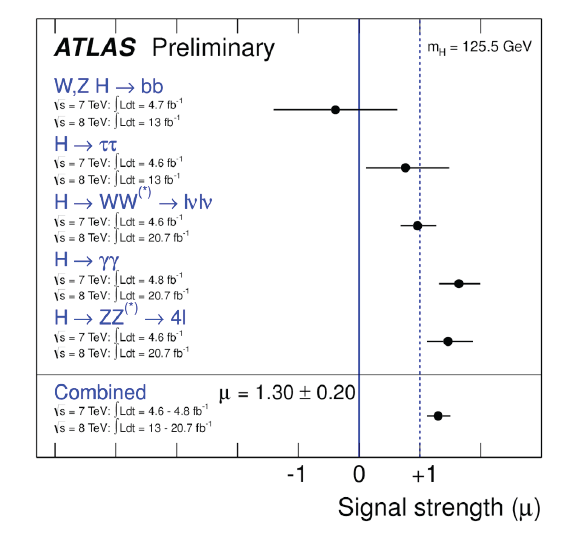 ATLAS Preliminary
m_H = 125.5 GeV
W,Z H → bb
√s = 7 TeV: ∫Ldt = 4.7 fb⁻¹
√s = 8 TeV: ∫Ldt = 13 fb⁻¹
H → ττ
√s = 7 TeV: ∫Ldt = 4.6 fb⁻¹
√s = 8 TeV: ∫Ldt = 13 fb⁻¹
H → WW⁽*⁾ → lνlν
√s = 7 TeV: ∫Ldt = 4.6 fb⁻¹
√s = 8 TeV: ∫Ldt = 20.7 fb⁻¹
H → γγ
√s = 7 TeV: ∫Ldt = 4.8 fb⁻¹
√s = 8 TeV: ∫Ldt = 20.7 fb⁻¹
H → ZZ⁽*⁾ → 4l
√s = 7 TeV: ∫Ldt = 4.6 fb⁻¹
√s = 8 TeV: ∫Ldt = 20.7 fb⁻¹
Combined μ = 1.30 ± 0.20
√s = 7 TeV: ∫Ldt = 4.6 - 4.8 fb⁻¹
√s = 8 TeV: ∫Ldt = 13 - 20.7 fb⁻¹
-1 0 +1
Signal strength (μ)